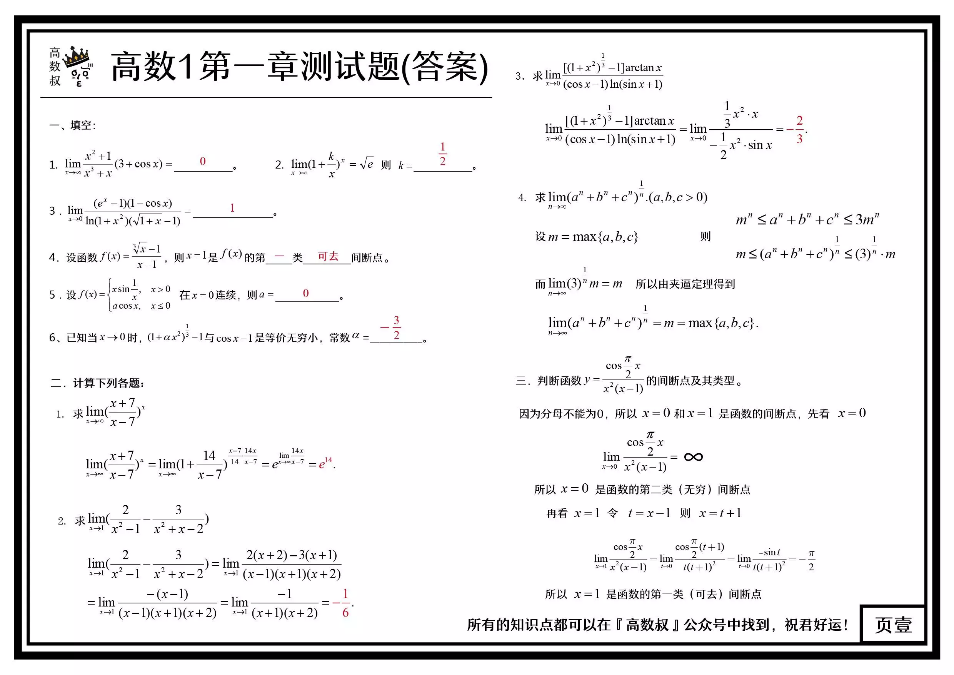 高数叔
高数1第一章测试题(答案)
一、填空:
1. lim_{x→∞} (x²+1)/(x³+x) (3+cos x) = 0 。 2. lim_{x→∞} (1+k/x)^x = √e 则 k = 1/2 。
3. lim_{x→0} (e^x−1)(1−cos x) / ln(1+x²)(√(1+x)−1) = 1 。
4. 设函数 f(x) = (∛x−1)/(x−1), 则 x=1 是 f(x) 的第 一 类 可去 间断点。
5. 设 f(x) = { x sin 1/x, x>0; a cos x, x≤0 在 x=0 连续, 则 a = 0 。
6、已知当 x→0 时, (1+αx²)^{1/3}−1 与 cos x−1 是等价无穷小, 常数 α = −3/2 。
二. 计算下列各题:
1. 求 lim_{x→∞} ((x+7)/(x−7))^x
lim_{x→∞} ((x+7)/(x−7))^x = lim_{x→∞} (1+14/(x−7))^{(x−7)/14 · 14x/(x−7)} = e^{lim_{x→∞} 14x/(x−7)} = e^{14}.
2. 求 lim_{x→1} (2/(x²−1) − 3/(x²+x−2))
lim_{x→1} (2/(x²−1) − 3/(x²+x−2)) = lim_{x→1} (2(x+2)−3(x+1))/((x−1)(x+1)(x+2))
= lim_{x→1} −(x−1)/((x−1)(x+1)(x+2)) = lim_{x→1} −1/((x+1)(x+2)) = −1/6.
3. 求 lim_{x→0} [(1+x²)^{1/3}−1]arctan x / (cos x−1)ln(sin x+1)
lim_{x→0} [(1+x²)^{1/3}−1]arctan x / (cos x−1)ln(sin x+1) = lim_{x→0} (1/3 x²·x)/(−1/2 x²·sin x) = −2/3.
4. 求 lim_{n→∞} (a^n+b^n+c^n)^{1/n}.(a,b,c>0)
设 m = max{a,b,c} 则 m^n ≤ a^n+b^n+c^n ≤ 3m^n
m ≤ (a^n+b^n+c^n)^{1/n} ≤ (3)^{1/n}·m
而 lim_{n→∞} (3)^{1/n} m = m 所以由夹逼定理得到
lim_{n→∞} (a^n+b^n+c^n)^{1/n} = m = max{a,b,c}.
三. 判断函数 y = cos(π/2)x / x²(x−1) 的间断点及其类型。
因为分母不能为0, 所以 x=0 和 x=1 是函数的间断点, 先看 x=0
lim_{x→0} cos(π/2)x / x²(x−1) = ∞
所以 x=0 是函数的第二类(无穷)间断点
再看 x=1 令 t=x−1 则 x=t+1
lim_{x→1} cos(π/2)x / x²(x−1) = lim_{t→0} cos(π/2)(t+1) / t(t+1)² = lim_{t→0} −sin t / t(t+1)² = −π/2
所以 x=1 是函数的第一类(可去)间断点
所有的知识点都可以在『高数叔』公众号中找到,祝君好运!
页壹